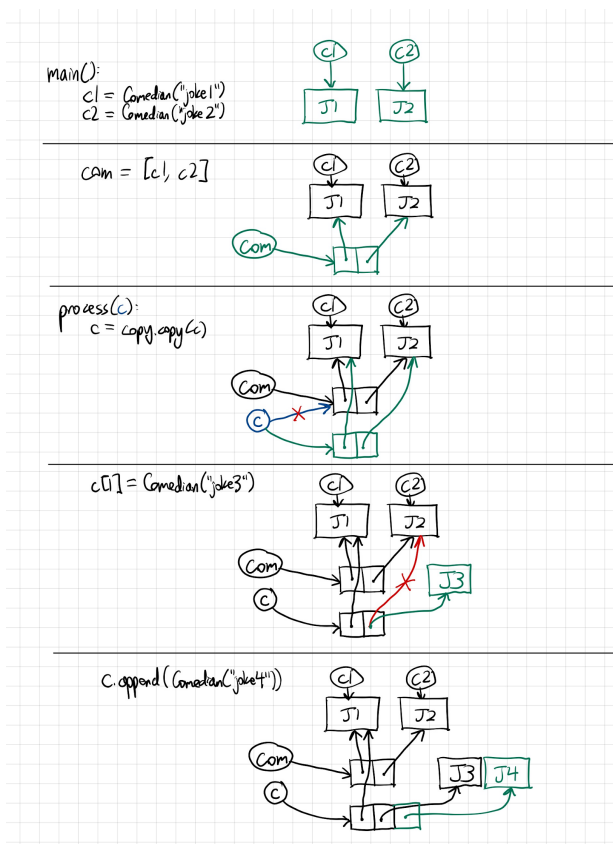 main():
c1 = Comedian("joke1")
c2 = Comedian("joke2")
c1 c2
J1 J2
com = [c1, c2]
c1 c2
J1 J2
Com
process(c):
c = copy.copy(c)
c1 c2
J1 J2
Com
c
c[1] = Comedian("joke3")
c1 c2
J1 J2
Com
J3
c
c.append(Comedian("joke4"))
c1 c2
J1 J2
Com
J3 J4
c